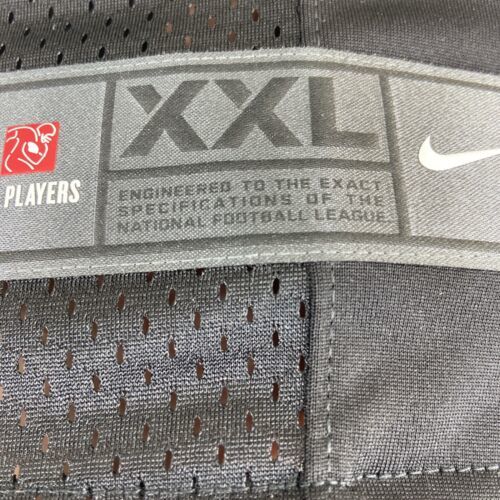 XXL
PLAYERS
ENGINEERED TO THE EXACT
SPECIFICATIONS OF THE
NATIONAL FOOTBALL LEAGUE